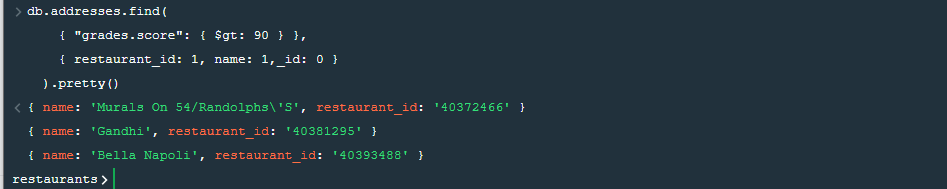 > db.addresses.find(
{ "grades.score": { $gt: 90 } },
{ restaurant_id: 1, name: 1,_id: 0 }
).pretty()
< { name: 'Murals On 54/Randolphs\'S', restaurant_id: '40372466' }
{ name: 'Gandhi', restaurant_id: '40381295' }
{ name: 'Bella Napoli', restaurant_id: '40393488' }
restaurants>